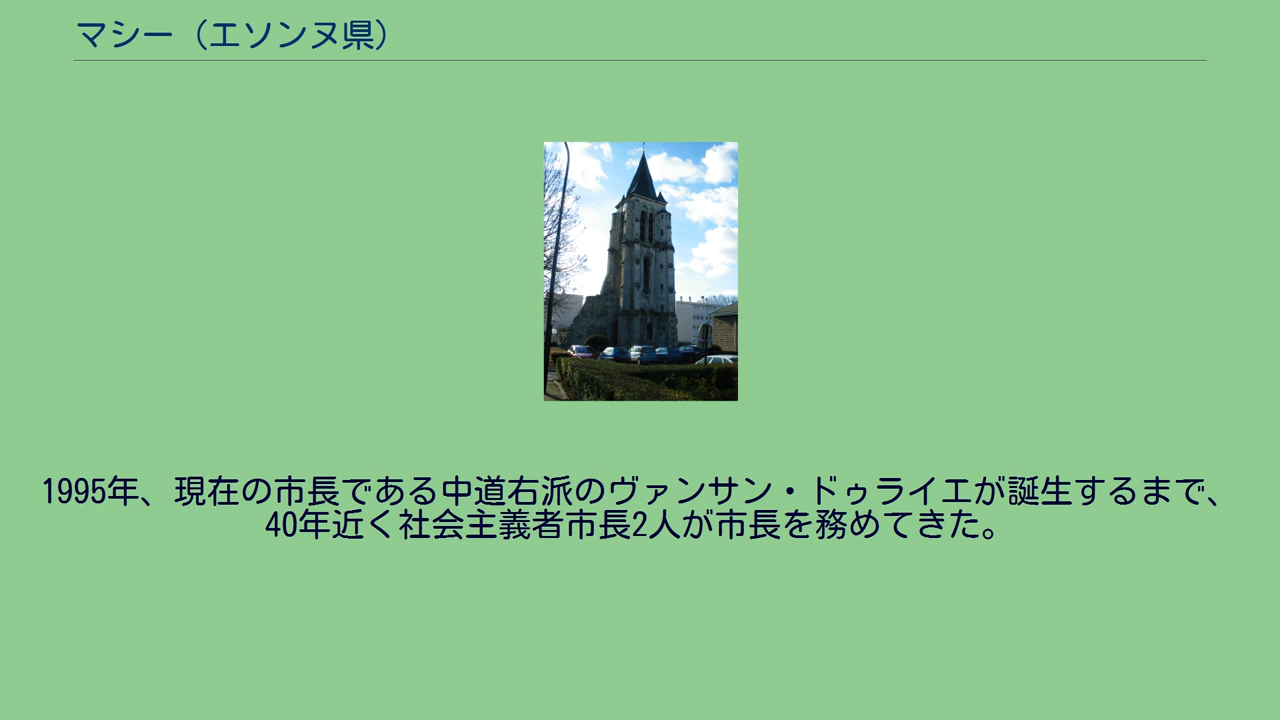 マシー（エソンヌ県）
1995年、現在の市長である中道右派のヴァンサン・ドゥライエが誕生するまで、
40年近く社会主義者市長2人が市長を務めてきた。